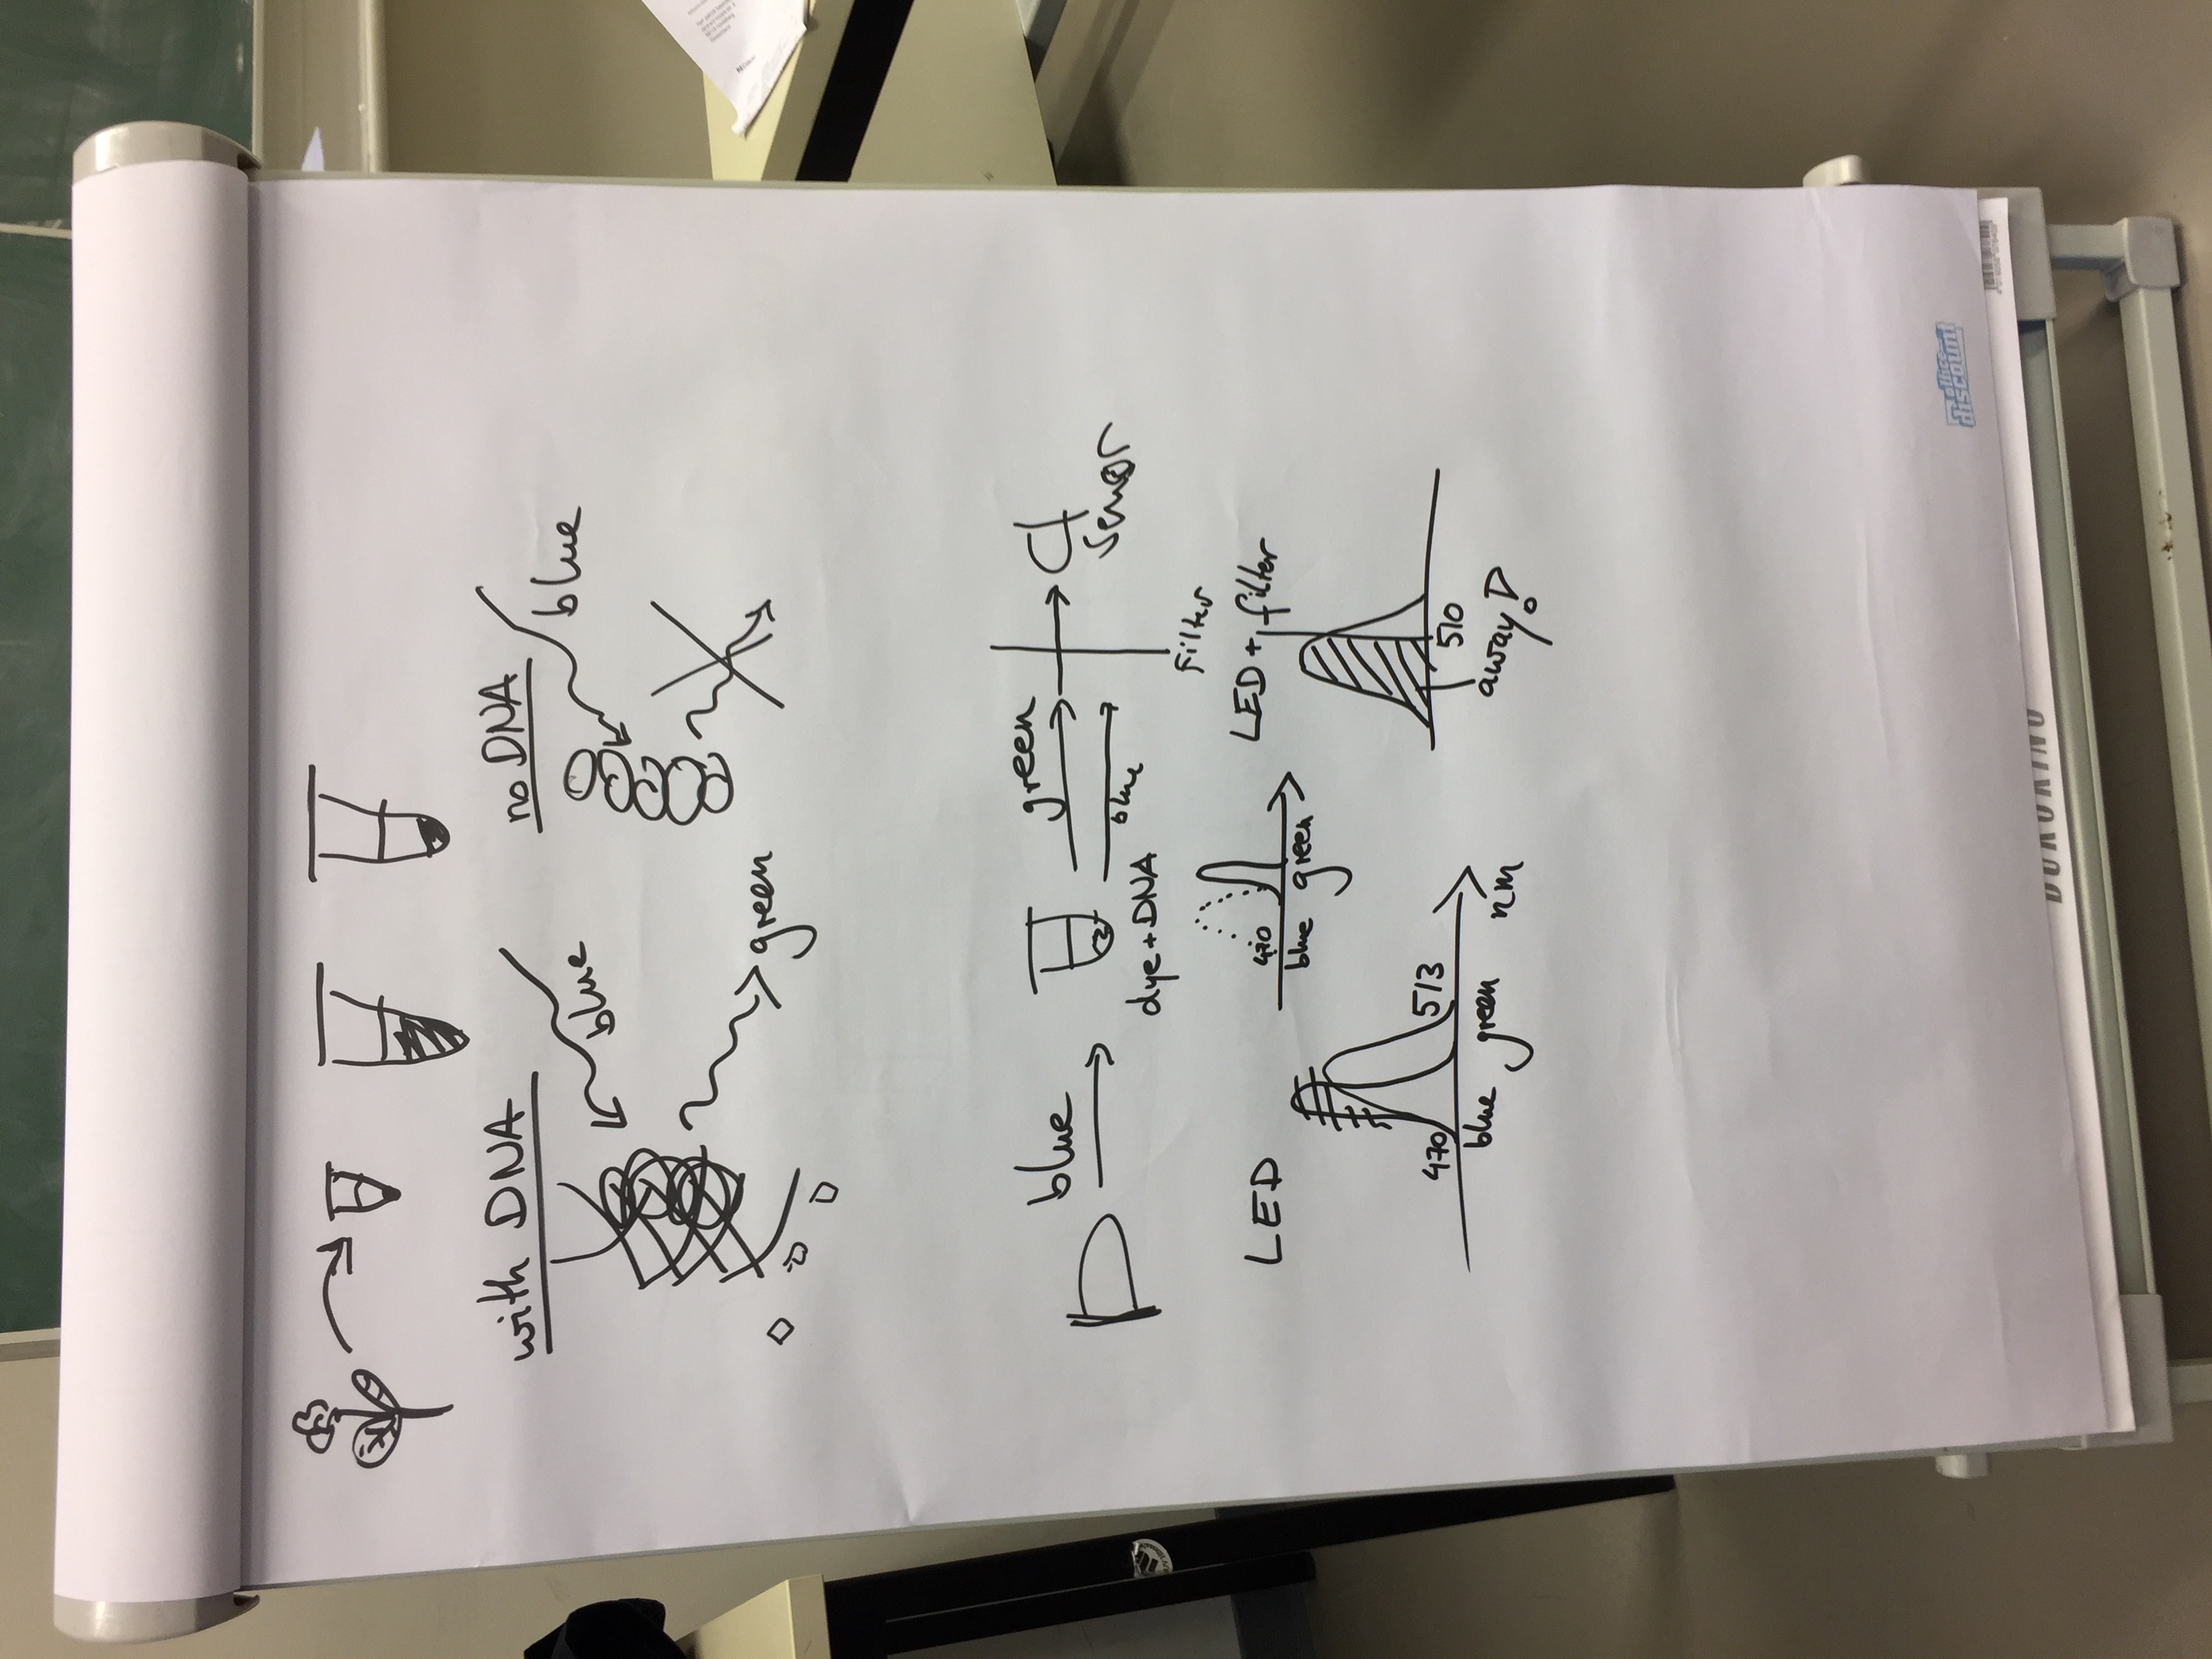 with DNA
no DNA
blue
blue
green
blue
green
blue
sensor
dye + DNA
Filter
470
blue green
LED
LED + filter
470
513
blue green nm
510
away!
office
discount